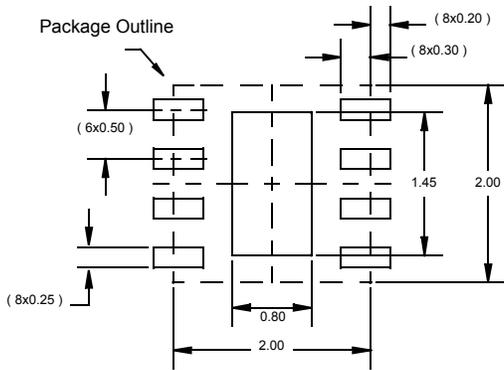 ( 8x0.20 )
Package Outline
( 8x0.30 )
( 6x0.50 )
1.45
2.00
( 8x0.25 )
0.80
2.00